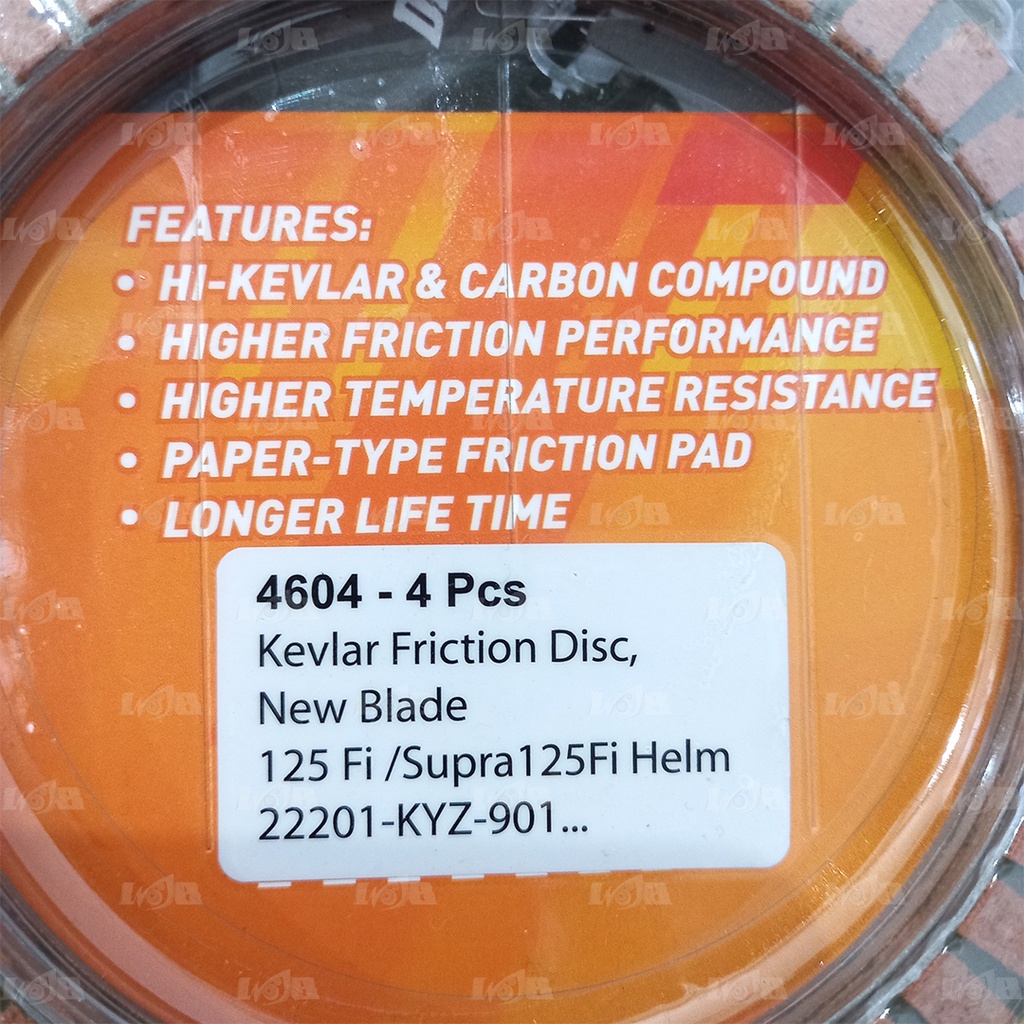 FEATURES:
• HI-KEVLAR & CARBON COMPOUND
• HIGHER FRICTION PERFORMANCE
• HIGHER TEMPERATURE RESISTANCE
• PAPER-TYPE FRICTION PAD
• LONGER LIFE TIME
4604 - 4 Pcs
Kevlar Friction Disc,
New Blade
125 Fi /Supra125Fi Helm
22201-KYZ-901...